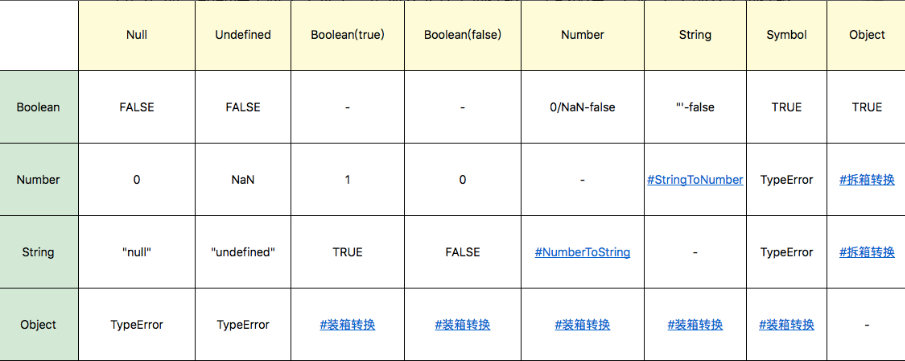 Null Undefined Boolean(true) Boolean(false) Number String Symbol Object
Boolean FALSE FALSE - - 0/NaN-false "'-false TRUE TRUE
Number 0 NaN 1 0 - #StringToNumber TypeError #拆箱转换
String "null" "undefined" TRUE FALSE #NumberToString - TypeError #拆箱转换
Object TypeError TypeError #装箱转换 #装箱转换 #装箱转换 #装箱转换 #装箱转换 -